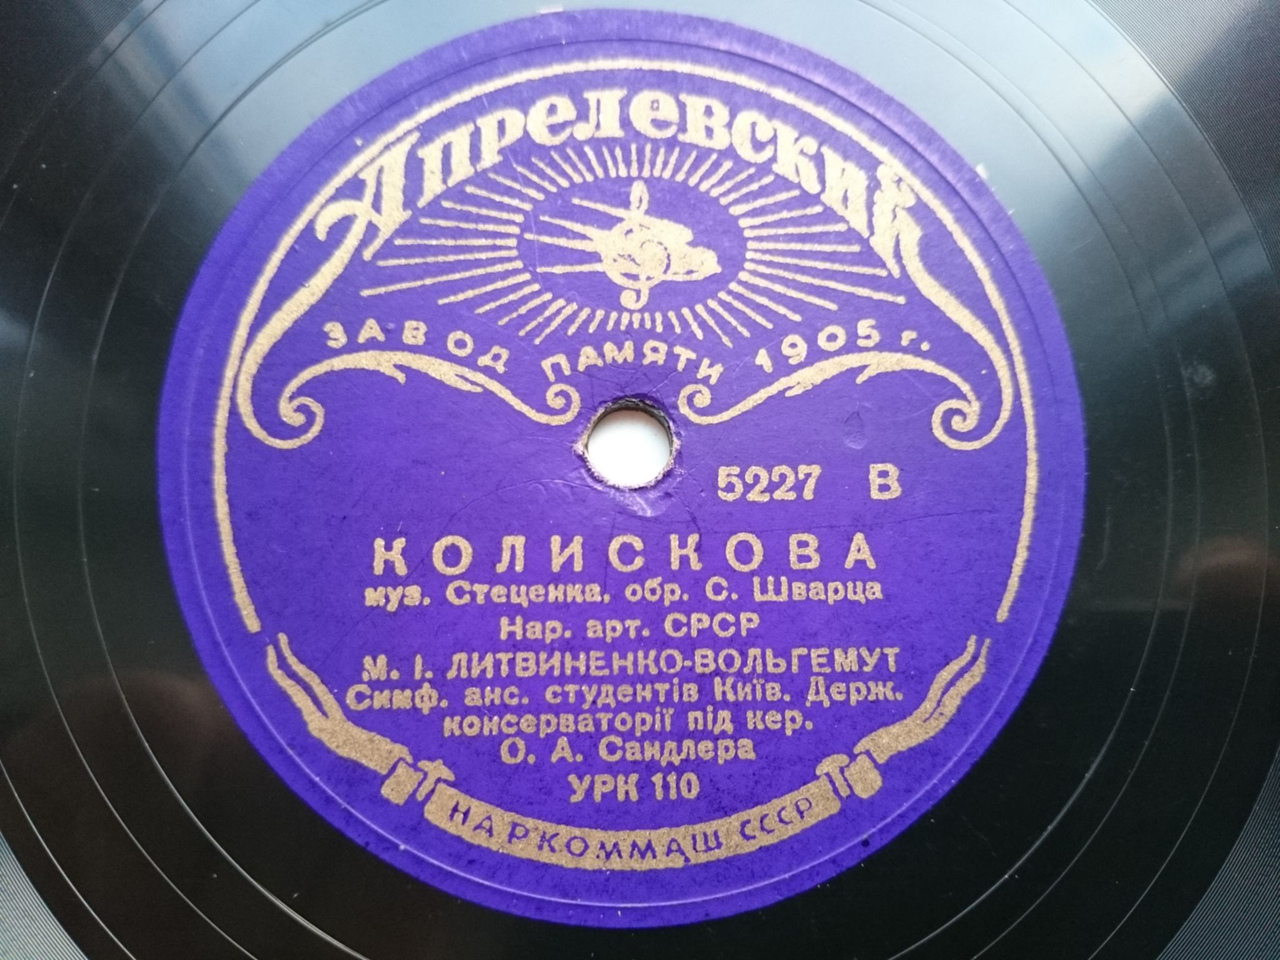 Апрелевский
ЗАВОД ПАМЯТИ 1905 г.
5227 В
КОЛИСКОВА
муз. Стеценка, обр. С. Шварца
Нар. арт. СРСР
М. І. ЛИТВИНЕНКО-ВОЛЬГЕМУТ
Симф. анс. студентів Київ. Держ.
консерваторії під кер.
О. А. Сандлера
УРК 110
НАРКОММАШ СССР